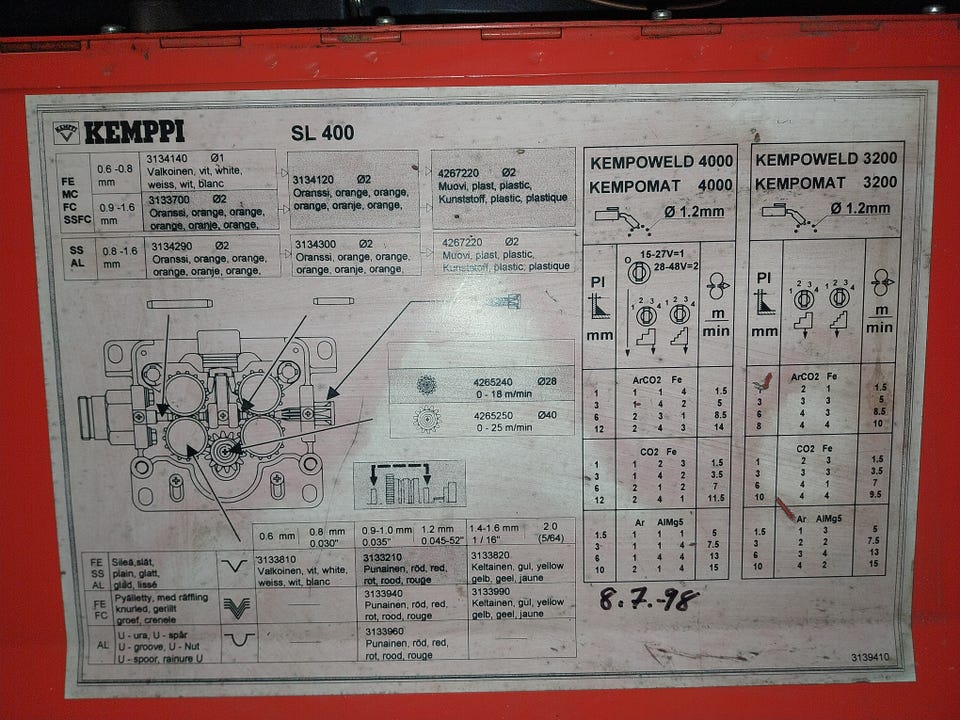 KEMPPI
KEMPPI SL 400
FE
MC
FC
SSFC
0.6 -0.8
mm
3134140 Ø1
Valkoinen, vit, white,
weiss, wit, blanc
0.9 -1.6
mm
3133700 Ø2
Oranssi, orange, orange,
orange, oranje, orange,
3134120 Ø2
Oranssi, orange, orange,
orange, oranje, orange,
4267220 Ø2
Muovi, plast, plastic,
Kunststoff, plastic, plastique
SS
AL
0.8 -1.6
mm
3134290 Ø2
Oranssi, orange, orange,
orange, oranje, orange,
3134300 Ø2
Oranssi, orange, orange,
orange, oranje, orange,
4267220 Ø2
Muovi, plast, plastic,
Kunststoff, plastic, plastique
4265240 Ø28
0 - 18 m/min
4265250 Ø40
0 - 25 m/min
0.6 mm 0.8 mm 0.9-1.0 mm 1.2 mm 1.4-1.6 mm 2.0
0.030" 0.035" 0.045-52" 1 / 16" (5/64)
FE
SS
AL
Sileä,slät,
plain, glatt,
glad, lissé
3133810
Valkoinen, vit, white,
weiss, wit, blanc
3133210
Punainen, röd, red,
rot, rood, rouge
3133820
Keltainen, gul, yellow
gelb, geel, jaune
FE
FC
Pyälletty, med räffling
knurled, gerillt
groef, crenele
3133940
Punainen, röd, red,
rot, rood, rouge
3133990
Keltainen, gul, yellow
gelb, geel, jaune
AL
U - ura, U - spår
U - groove, U - Nut
U - spoor, rainure U
3133960
Punainen, röd, red,
rot, rood, rouge
KEMPOWELD 4000
KEMPOMAT 4000
Ø 1.2mm
PI
mm
15-27V=1
28-48V=2
1 2 3 4
1 2 3 4
m
min
ArCO2 Fe
1 1 1 4 1.5
3 1 4 2 5
6 2 3 1 8.5
12 2 4 3 14
CO2 Fe
1 1 2 3 1.5
3 1 4 2 3.5
6 2 1 2 7
12 2 4 1 11.5
Ar AlMg5
1.5 1 1 1 5
3 1 1 4 7.5
6 1 4 1 13
10 1 4 4 15
KEMPOWELD 3200
KEMPOMAT 3200
Ø 1.2mm
PI
mm
1 2 3 4
1 2 3 4
m
min
ArCO2 Fe
2 1 1.5
3 3 1 5
6 4 3 8.5
8 4 4 10
CO2 Fe
1 2 3 1.5
3 3 3 3.5
6 4 4 7
10 4 4 9.5
Ar AlMg5
1.5 1 3 5
3 2 2 7.5
6 3 4 13
10 4 2 15
8.7.-98
3139410